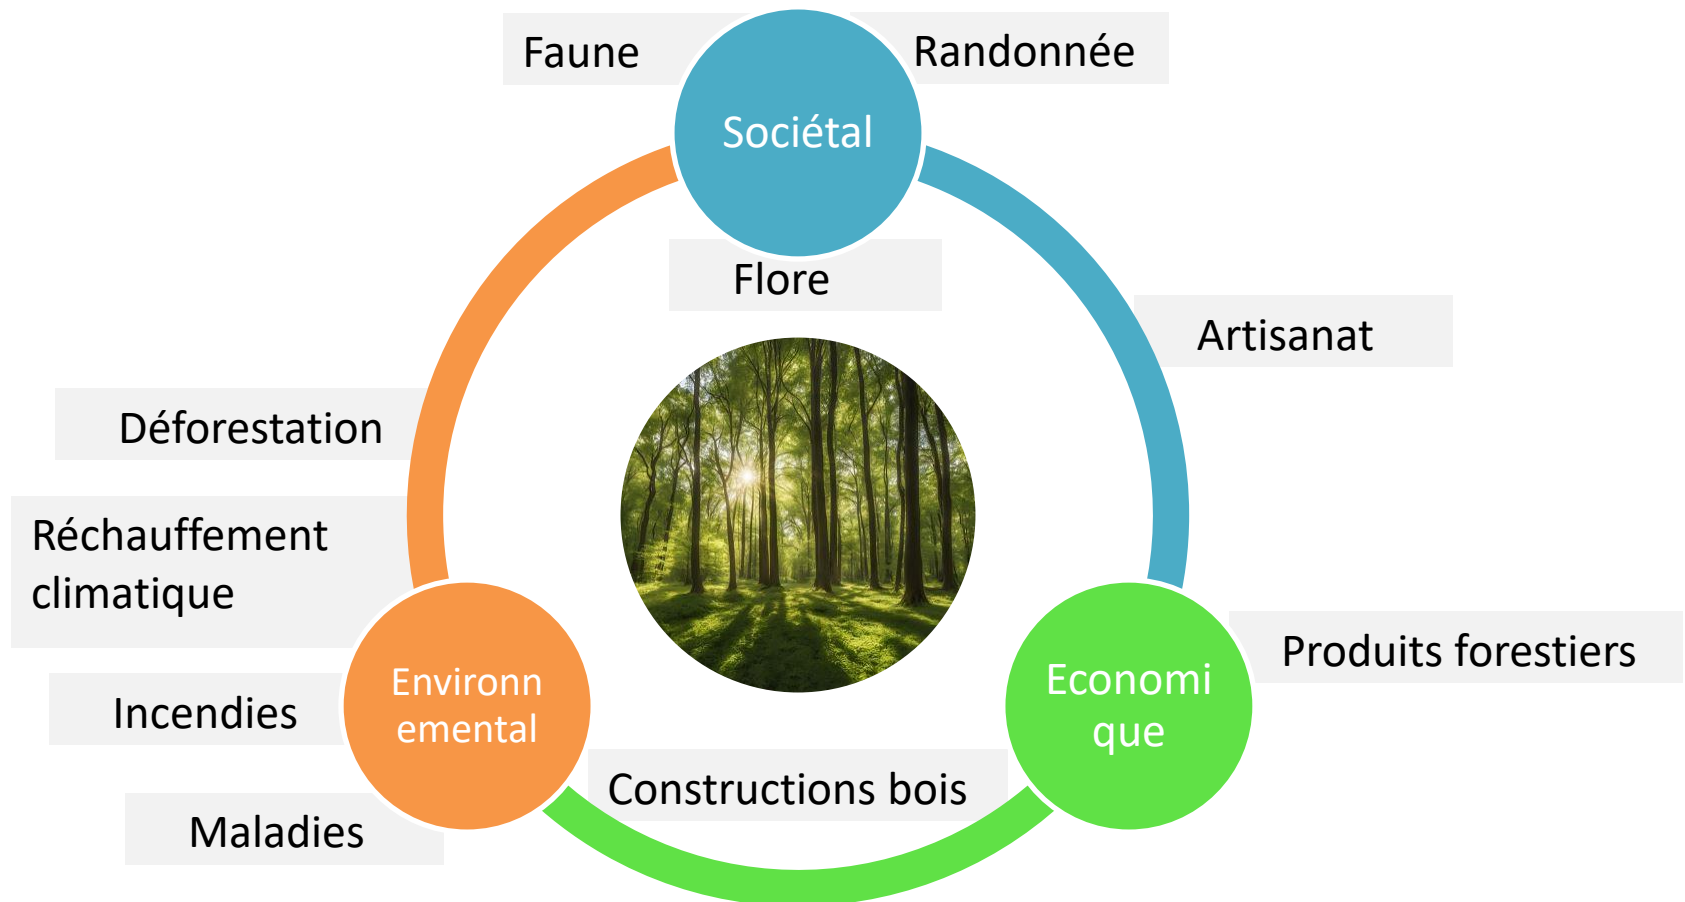 Faune
Randonnée
Sociétal
Flore
Artisanat
Déforestation
Réchauffement
climatique
Produits forestiers
Environn
emental
Economi
que
Incendies
Constructions bois
Maladies